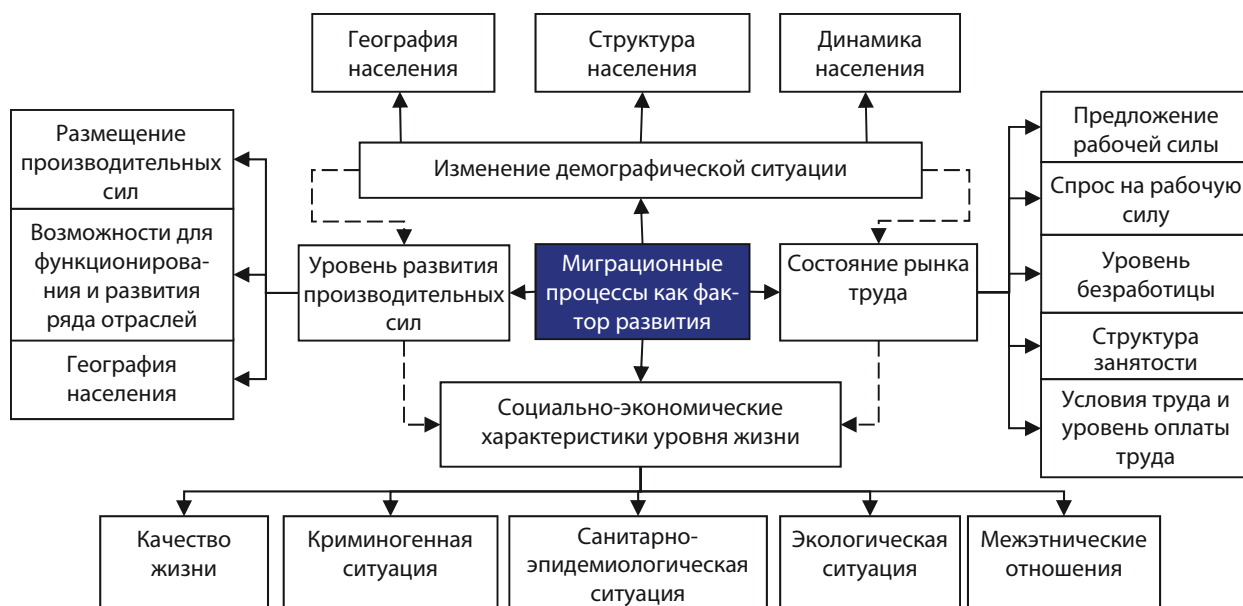 География
населения
Структура
населения
Динамика
населения
Изменение демографической ситуации
Размещение
производительных
сил
Возможности для
функционирова-
ния и развития
ряда отраслей
География
населения
Уровень развития
производительных
сил
Миграционные
процессы как фак-
тор развития
Состояние рынка
труда
Предложение
рабочей силы
Спрос на рабочую
силу
Уровень
безработицы
Структура
занятости
Условия труда и
уровень оплаты
труда
Социально-экономические
характеристики уровня жизни
Качество
жизни
Криминогенная
ситуация
Санитарно-
эпидемиологическая
ситуация
Экологическая
ситуация
Межэтнические
отношения